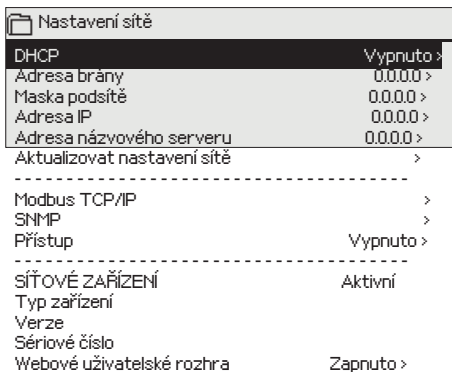 Nastavení sítě
DHCP Vypnuto >
Adresa brány 0.0.0.0 >
Maska podsítě 0.0.0.0 >
Adresa IP 0.0.0.0 >
Adresa názvového serveru 0.0.0.0 >
Aktualizovat nastavení sítě >
Modbus TCP/IP >
SNMP >
Přístup Vypnuto >
SÍŤOVÉ ZAŘÍZENÍ Aktivní
Typ zařízení
Verze
Sériové číslo
Webové uživatelské rozhra Zapnuto >